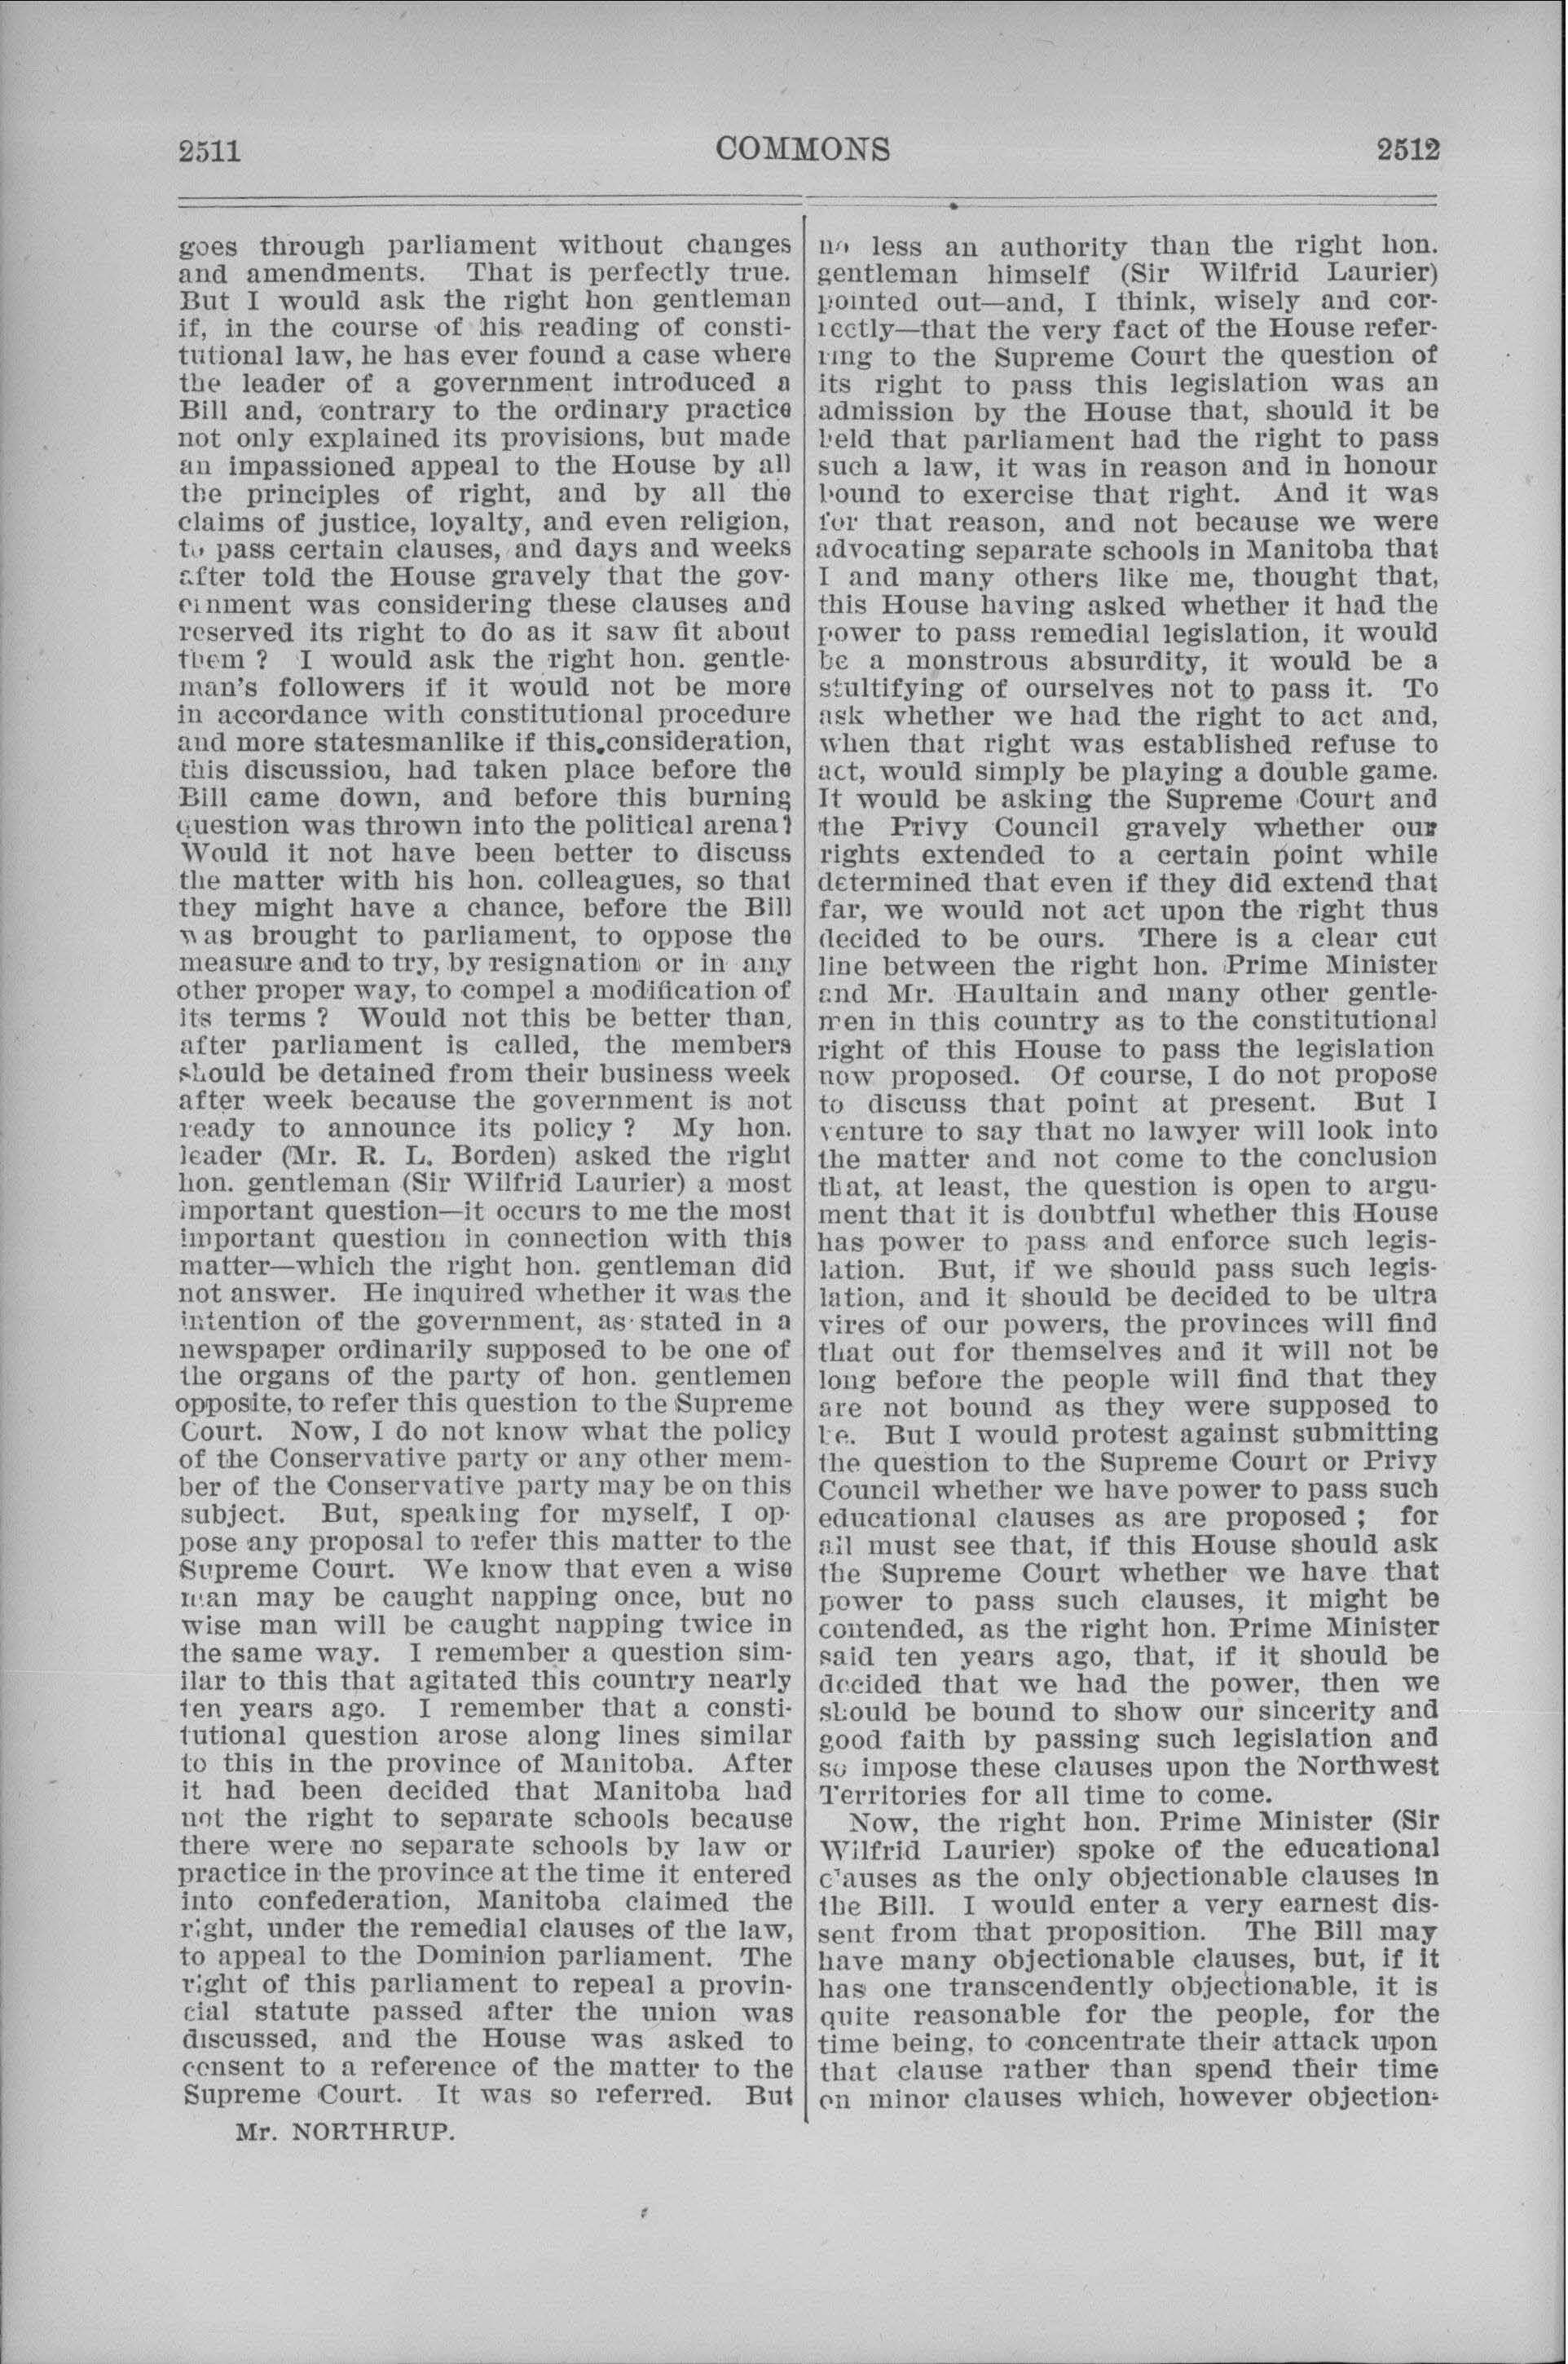 2511
COMMONS
2512
goes through parliament without changes
and amendments. That is perfectly true.
But I would ask the right hon gentleman
if, in the course of his reading of consti-
tutional law, he has ever found a case where
the leader of a government introduced a
Bill and, contrary to the ordinary practice
not only explained its provisions, but made
an impassioned appeal to the House by all
the principles of right, and by all the
claims of justice, loyalty, and even religion,
to pass certain clauses, and days and weeks
after told the House gravely that the gov-
ernment was considering these clauses and
reserved its right to do as it saw fit about
them ? I would ask the right hon. gentle-
man's followers if it would not be more
in accordance with constitutional procedure
and more statesmanlike if this consideration,
this discussion, had taken place before the
Bill came down, and before this burning
question was thrown into the political arena ?
Would it not have been better to discuss
the matter with his hon. colleagues, so that
they might have a chance, before the Bill
was brought to parliament, to oppose the
measure and to try, by resignation or in any
other proper way, to compel a modification of
its terms ? Would not this be better than,
after parliament is called, the members
should be detained from their business week
after week because the government is not
ready to announce its policy ? My hon.
leader (Mr. R. L. Borden) asked the right
hon. gentleman (Sir Wilfrid Laurier) a most
important question—it occurs to me the most
important question in connection with this
matter—which the right hon. gentleman did
not answer. He inquired whether it was the
intention of the government, as stated in a
newspaper ordinarily supposed to be one of
the organs of the party of hon. gentlemen
opposite, to refer this question to the Supreme
Court. Now, I do not know what the policy
of the Conservative party or any other mem-
ber of the Conservative party may be on this
subject. But, speaking for myself, I op-
pose any proposal to refer this matter to the
Supreme Court. We know that even a wise
man may be caught napping once, but no
wise man will be caught napping twice in
the same way. I remember a question sim-
ilar to this that agitated this country nearly
ten years ago. I remember that a consti-
tutional question arose along lines similar
to this in the province of Manitoba. After
it had been decided that Manitoba had
not the right to separate schools because
there were no separate schools by law or
practice in the province at the time it entered
into confederation, Manitoba claimed the
right, under the remedial clauses of the law,
to appeal to the Dominion parliament. The
right of this parliament to repeal a provin-
cial statute passed after the union was
discussed, and the House was asked to
consent to a reference of the matter to the
Supreme Court. It was so referred. But
Mr. NORTHRUP.
no less an authority than the right hon.
gentleman himself (Sir Wilfrid Laurier)
pointed out—and, I think, wisely and cor-
rectly—that the very fact of the House refer-
ring to the Supreme Court the question of
its right to pass this legislation was an
admission by the House that, should it be
held that parliament had the right to pass
such a law, it was in reason and in honour
bound to exercise that right. And it was
for that reason, and not because we were
advocating separate schools in Manitoba that
I and many others like me, thought that,
this House having asked whether it had the
power to pass remedial legislation, it would
be a monstrous absurdity, it would be a
stultifying of ourselves not to pass it. To
ask whether we had the right to act and,
when that right was established refuse to
act, would simply be playing a double game.
It would be asking the Supreme Court and
the Privy Council gravely whether our
rights extended to a certain point while
determined that even if they did extend that
far, we would not act upon the right thus
decided to be ours. There is a clear cut
line between the right hon. Prime Minister
and Mr. Haultain and many other gentle-
men in this country as to the constitutional
right of this House to pass the legislation
now proposed. Of course, I do not propose
to discuss that point at present. But I
venture to say that no lawyer will look into
the matter and not come to the conclusion
that, at least, the question is open to argu-
ment that it is doubtful whether this House
has power to pass and enforce such legis-
lation. But, if we should pass such legis-
lation, and it should be decided to be ultra
vires of our powers, the provinces will find
that out for themselves and it will not be
long before the people will find that they
are not bound as they were supposed to
be. But I would protest against submitting
the question to the Supreme Court or Privy
Council whether we have power to pass such
educational clauses as are proposed ; for
all must see that, if this House should ask
the Supreme Court whether we have that
power to pass such clauses, it might be
contended, as the right hon. Prime Minister
said ten years ago, that, if it should be
decided that we had the power, then we
should be bound to show our sincerity and
good faith by passing such legislation and
so impose these clauses upon the Northwest
Territories for all time to come.
Now, the right hon. Prime Minister (Sir
Wilfrid Laurier) spoke of the educational
clauses as the only objectionable clauses in
the Bill. I would enter a very earnest dis-
sent from that proposition. The Bill may
have many objectionable clauses, but, if it
has one transcendently objectionable, it is
quite reasonable for the people, for the
time being, to concentrate their attack upon
that clause rather than spend their time
on minor clauses which, however objection-